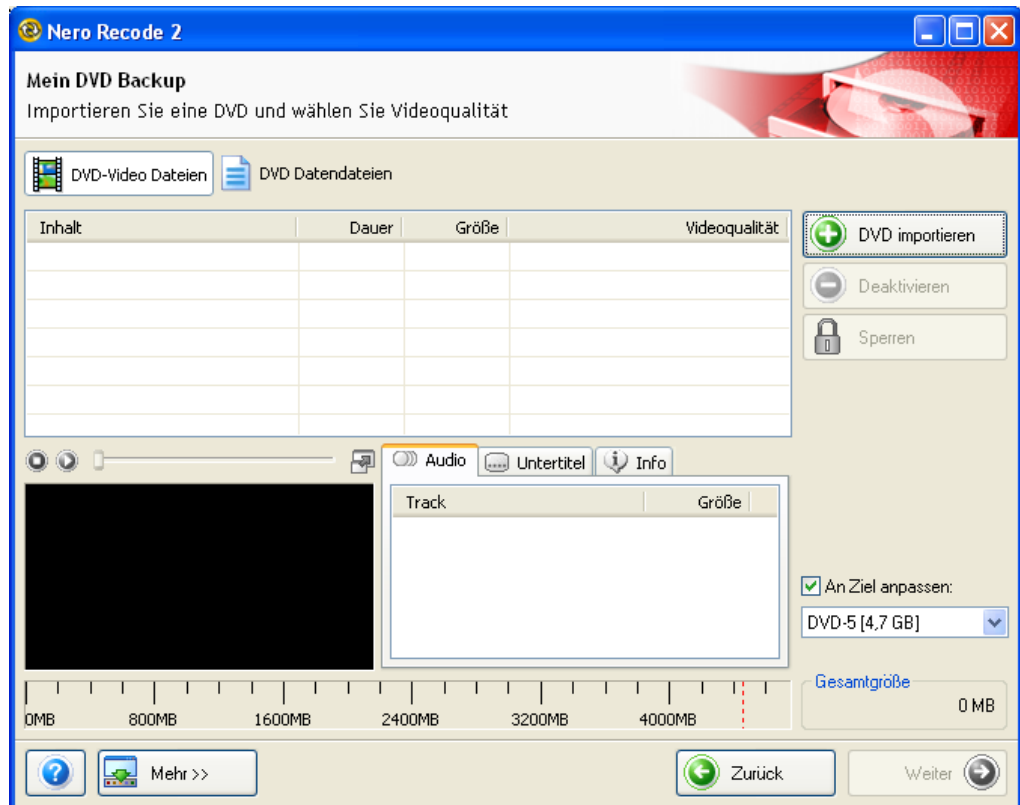 Nero Recode 2
Mein DVD Backup
Importieren Sie eine DVD und wählen Sie Videoqualität
DVD-Video Dateien DVD Datendateien
Inhalt Dauer Größe Videoqualität
DVD importieren
Deaktivieren
Sperren
Audio Untertitel Info
Track Größe
An Ziel anpassen:
DVD-5 [4,7 GB]
Gesamtgröße
0 MB
0MB 800MB 1600MB 2400MB 3200MB 4000MB
Mehr >> Zurück Weiter